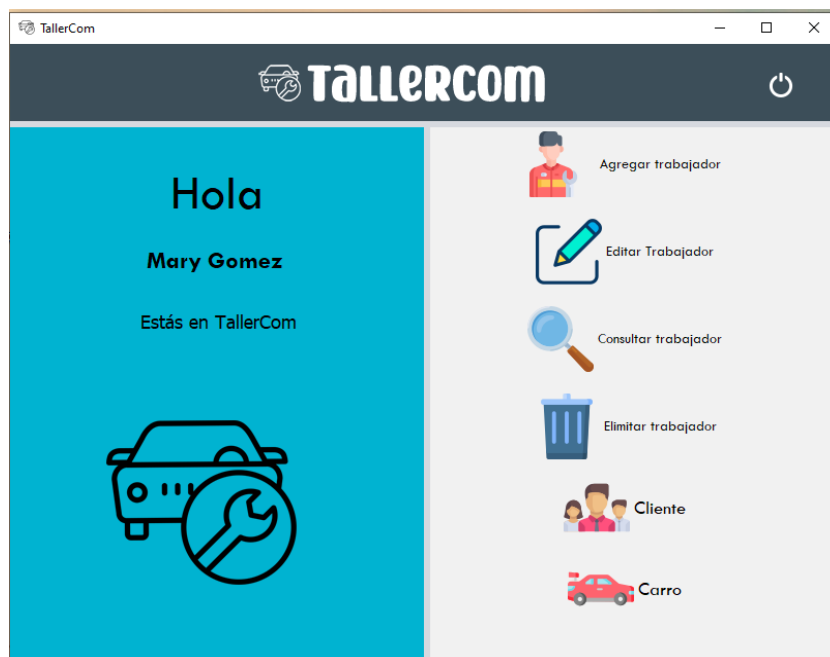 TallerCom
TALLERCOM
Hola
Mary Gomez
Estás en TallerCom
Agregar trabajador
Editar Trabajador
Consultar trabajador
Elimitar trabajador
Cliente
Carro